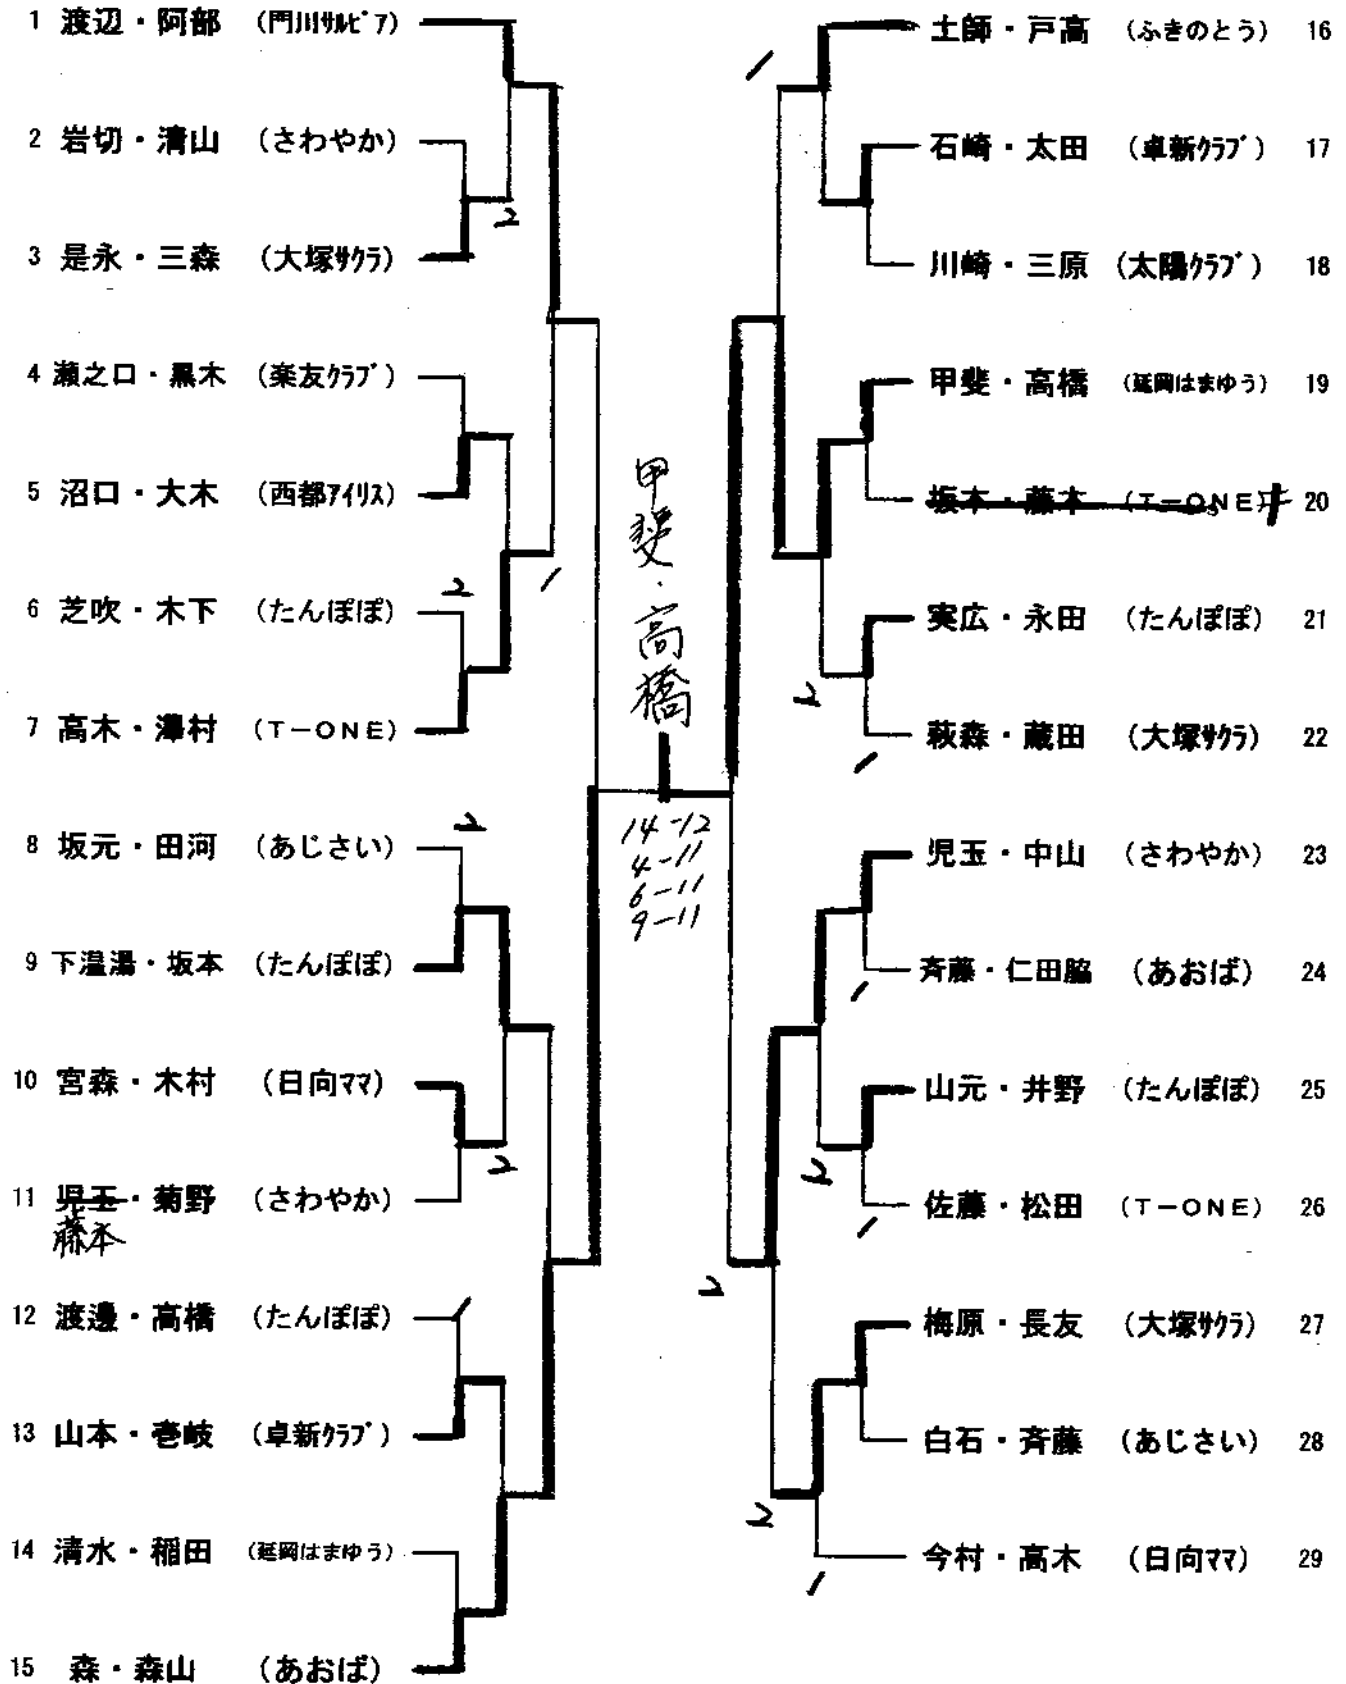 1 渡辺・阿部 (門川サルビア)
2 岩切・清山 (さわやか)
2
3 是永・三森 (大塚サクラ)
4 瀬之口・黒木 (楽友クラブ)
5 沼口・大木 (西都アイリス)
1
2
6 芝吹・木下 (たんぽぽ)
7 高木・澤村 (T-ONE)
2
8 坂元・田河 (あじさい)
9 下温湯・坂本 (たんぽぽ)
10 宮森・木村 (日向ママ)
2
11 児玉・菊野 (さわやか)
藤本
12 渡邊・高橋 (たんぽぽ)
13 山本・壱岐 (卓新クラブ)
14 清水・稲田 (延岡はまゆう)
15 森・森山 (あおば)
甲斐・高橋
14-12
4-11
6-11
9-11
1
土師・戸高 (ふきのとう) 16
石崎・太田 (卓新クラブ) 17
川崎・三原 (太陽クラブ) 18
甲斐・高橋 (延岡はまゆう) 19
坂本・藤本 (T-ONE) キ 20
実広・永田 (たんぽぽ) 21
2
萩森・蔵田 (大塚サクラ) 22
1
児玉・中山 (さわやか) 23
斉藤・仁田脇 (あおば) 24
1
山元・井野 (たんぽぽ) 25
2
佐藤・松田 (T-ONE) 26
1
2
梅原・長友 (大塚サクラ) 27
白石・斉藤 (あじさい) 28
2
今村・高木 (日向ママ) 29
1